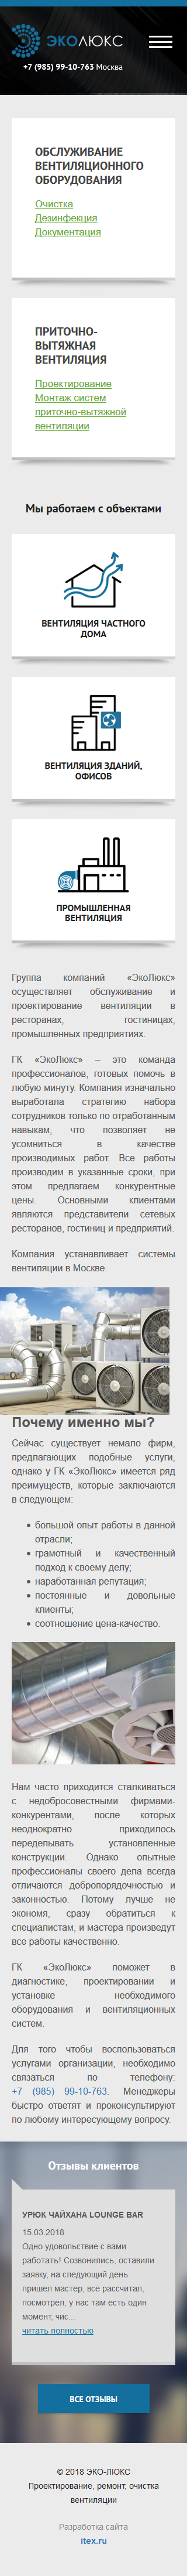 ЭКОЛЮКС
+7 (985) 99-10-763 Москва
ОБСЛУЖИВАНИЕ
ВЕНТИЛЯЦИОННОГО
ОБОРУДОВАНИЯ
Очистка
Дезинфекция
Документация
ПРИТОЧНО-
ВЫТЯЖНАЯ
ВЕНТИЛЯЦИЯ
Проектирование
Монтаж систем
приточно-вытяжной
вентиляции
Мы работаем с объектами
ВЕНТИЛЯЦИЯ ЧАСТНОГО
ДОМА
ВЕНТИЛЯЦИЯ ЗДАНИЙ,
ОФИСОВ
ПРОМЫШЛЕННАЯ
ВЕНТИЛЯЦИЯ
Группа компаний «ЭкоЛюкс»
осуществляет обслуживание и
проектирование вентиляции в
ресторанах, гостиницах,
промышленных предприятиях.
ГК «ЭкоЛюкс» – это команда
профессионалов, готовых помочь в
любую минуту. Компания изначально
выработала стратегию набора
сотрудников только по отработанным
навыкам, что позволяет не
усомниться в качестве
производимых работ. Все работы
производим в указанные сроки, при
этом предлагаем конкурентные
цены. Основными клиентами
являются представители сетевых
ресторанов, гостиниц и предприятий.
Компания устанавливает системы
вентиляции в Москве.
Почему именно мы?
Сейчас существует немало фирм,
предлагающих подобные услуги,
однако у ГК «ЭкоЛюкс» имеется ряд
преимуществ, которые заключаются
в следующем:
• большой опыт работы в данной
отрасли;
• грамотный и качественный
подход к своему делу;
• наработанная репутация;
• постоянные и довольные
клиенты;
• соотношение цена-качество.
Нам часто приходится сталкиваться
с недобросовестными фирмами-
конкурентами, после которых
неоднократно приходилось
переделывать установленные
конструкции. Однако опытные
профессионалы своего дела всегда
отличаются добропорядочностью и
законностью. Потому лучше не
экономя, сразу обратиться к
специалистам, и мастера произведут
все работы качественно.
ГК «ЭкоЛюкс» поможет в
диагностике, проектировании и
установке необходимого
оборудования и вентиляционных
систем.
Для того чтобы воспользоваться
услугами организации, необходимо
связаться по телефону:
+7 (985) 99-10-763. Менеджеры
быстро ответят и проконсультируют
по любому интересующему вопросу.
Отзывы клиентов
УРЮК ЧАЙХАНА LOUNGE BAR
15.03.2018
Одно удовольствие с вами
работать! Созвонились, оставили
заявку, на следующий день
пришел мастер, все рассчитал,
посмотрел, у нас там есть один
момент, чис...
читать полностью
ВСЕ ОТЗЫВЫ
© 2018 ЭКО-ЛЮКС
Проектирование, ремонт, очистка
вентиляции
Разработка сайта
itex.ru